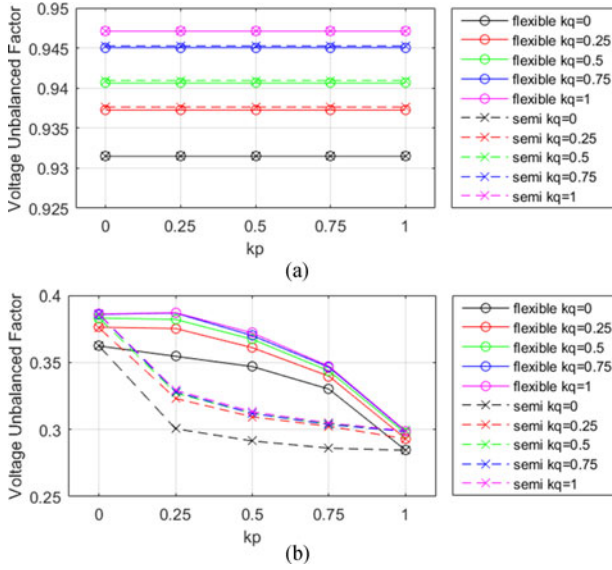 0.95
0.945
0.94
0.935
0.93
0.925
Voltage Unbalanced Factor
0
0.25
0.5
0.75
1
kp
flexible kq=0
flexible kq=0.25
flexible kq=0.5
flexible kq=0.75
flexible kq=1
semi kq=0
semi kq=0.25
semi kq=0.5
semi kq=0.75
semi kq=1
(a)
0.4
0.35
0.3
0.25
Voltage Unbalanced Factor
0
0.25
0.5
0.75
1
kp
flexible kq=0
flexible kq=0.25
flexible kq=0.5
flexible kq=0.75
flexible kq=1
semi kq=0
semi kq=0.25
semi kq=0.5
semi kq=0.75
semi kq=1
(b)